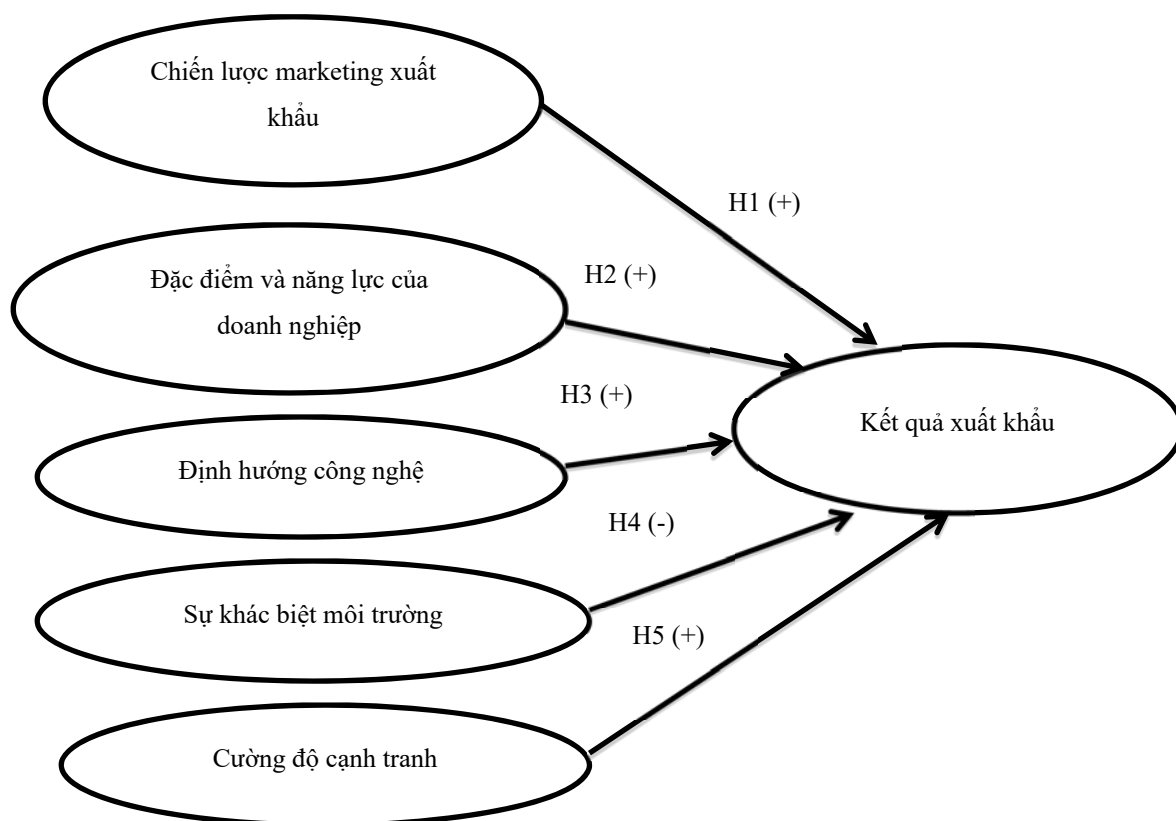 Chiến lược marketing xuất
khẩu
H1 (+)
Đặc điểm và năng lực của
doanh nghiệp
H2 (+)
H3 (+)
Kết quả xuất khẩu
Định hướng công nghệ
H4 (-)
Sự khác biệt môi trường
H5 (+)
Cường độ cạnh tranh